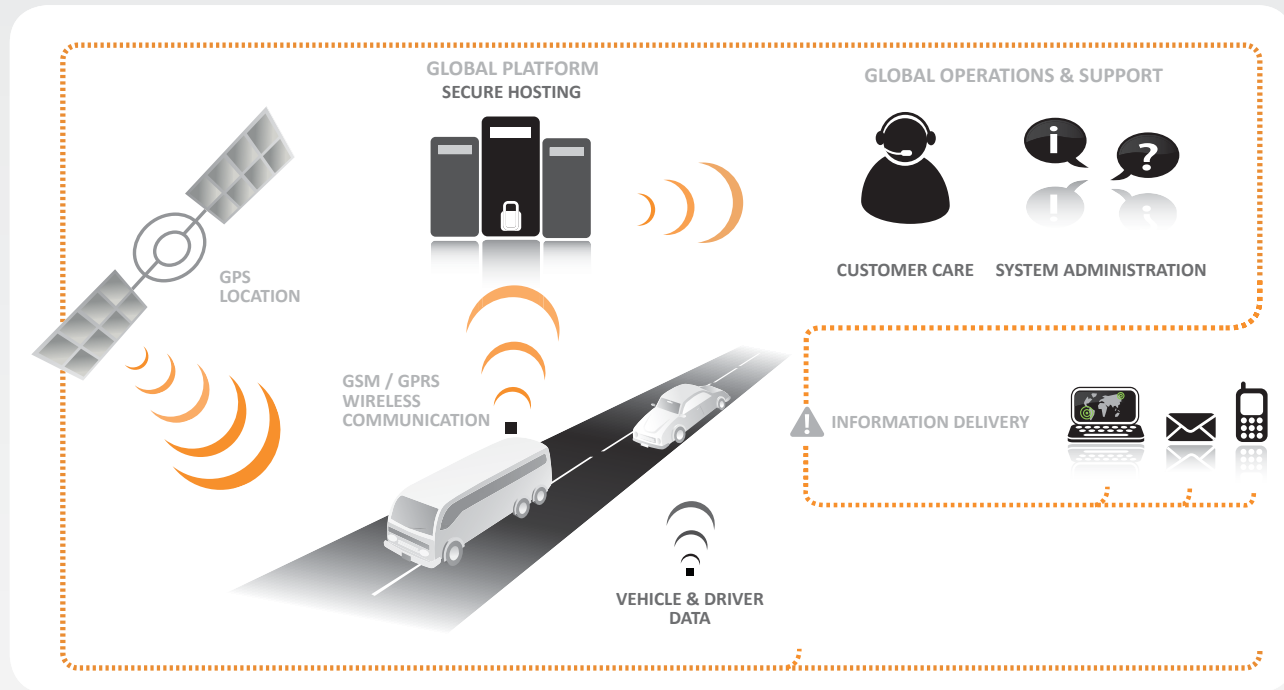 GLOBAL PLATFORM
SECURE HOSTING
GLOBAL OPERATIONS & SUPPORT
i
?
GPS
LOCATION
CUSTOMER CARE
SYSTEM ADMINISTRATION
GSM / GPRS
WIRELESS
COMMUNICATION
!
INFORMATION DELIVERY
VEHICLE & DRIVER
DATA